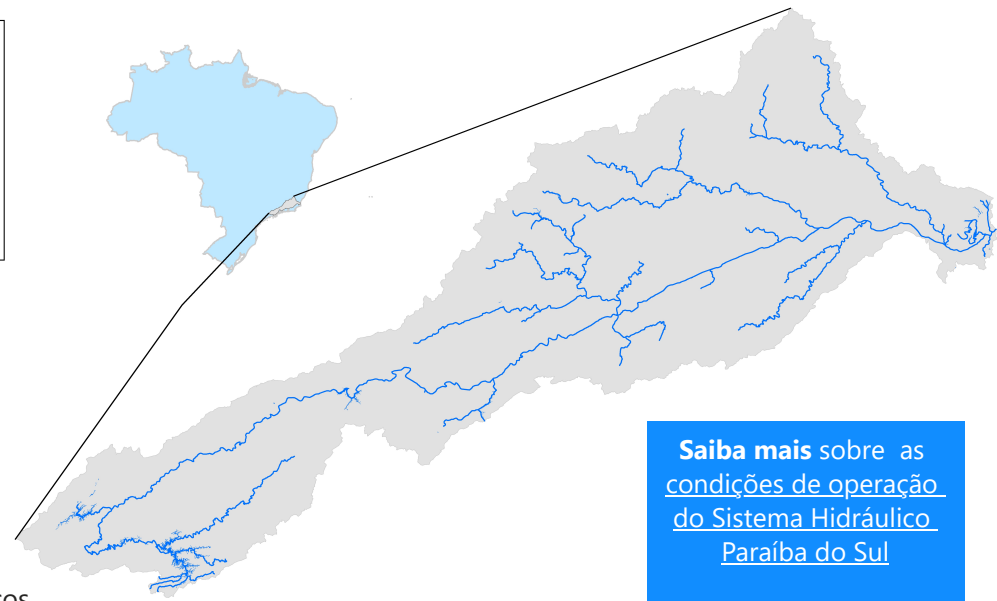 Saiba mais sobre as
condições de operação
do Sistema Hidráulico
Paraíba do Sul